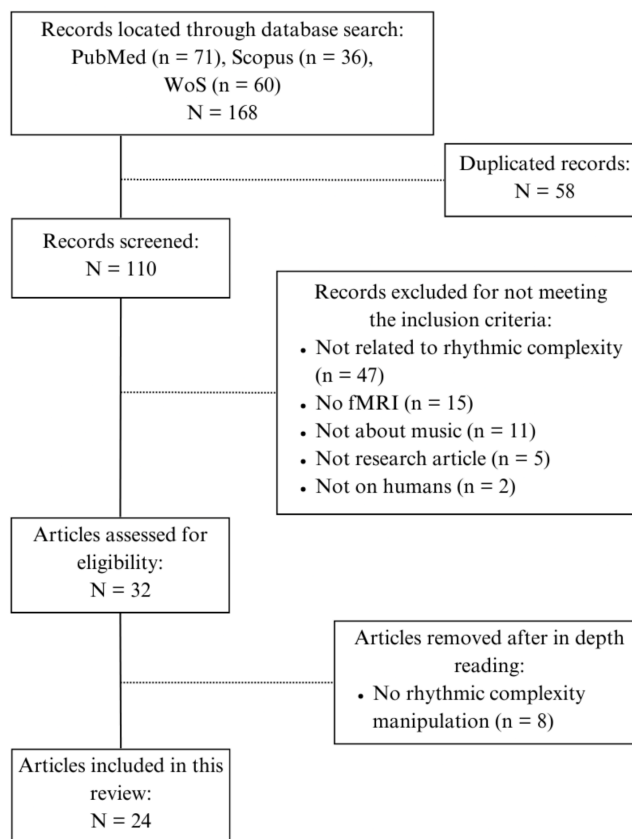 Records located through database search:
PubMed (n = 71), Scopus (n = 36),
WoS (n = 60)
N = 168
Duplicated records:
N = 58
Records screened:
N = 110
Records excluded for not meeting
the inclusion criteria:
• Not related to rhythmic complexity
(n = 47)
• No fMRI (n = 15)
• Not about music (n = 11)
• Not research article (n = 5)
• Not on humans (n = 2)
Articles assessed for
eligibility:
N = 32
Articles removed after in depth
reading:
• No rhythmic complexity
manipulation (n = 8)
Articles included in this
review:
N = 24